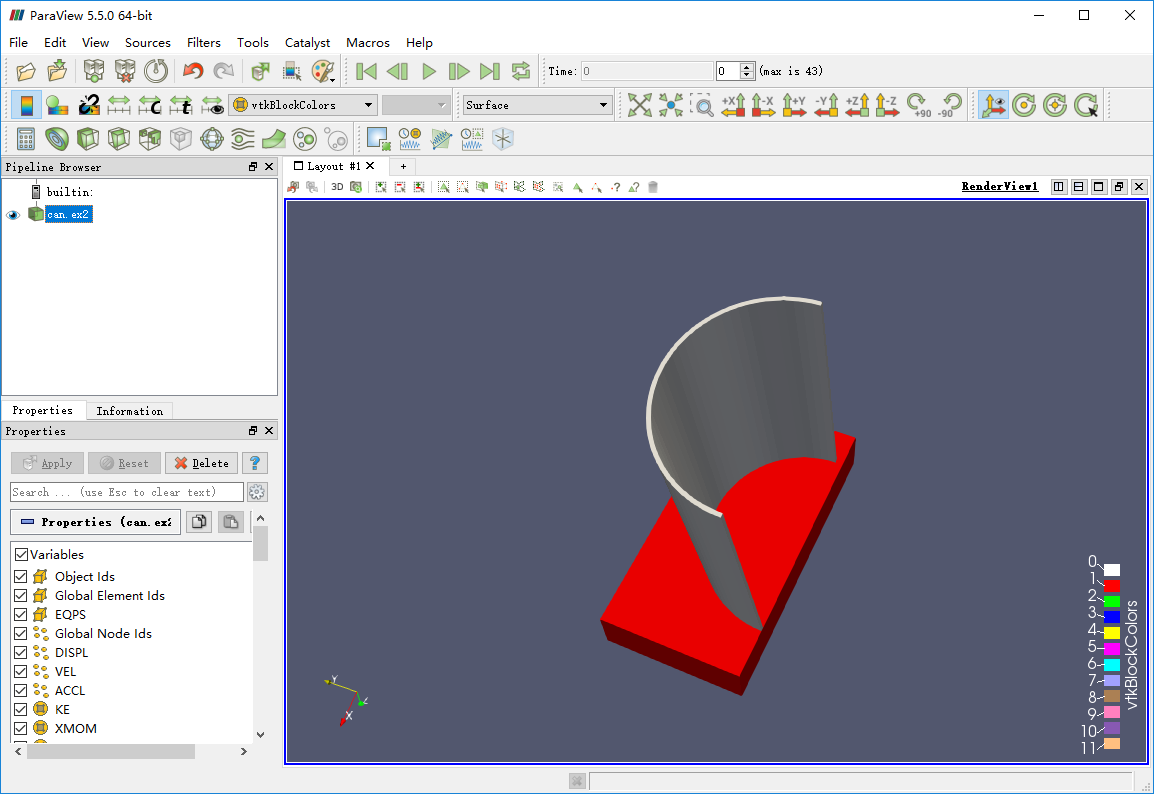 ParaView 5.5.0 64-bit
File Edit View Sources Filters Tools Catalyst Macros Help
Time: 0 0 (max is 43)
vtkBlockColors Surface +X -X +Y -Y +Z -Z +90 -90
Pipeline Browser
Layout #1
+
builtin:
can.ex2
3D
RenderView1
Properties Information
Properties
Apply Reset Delete ?
Search ... (use Esc to clear text)
Properties (can.ex2
Variables
Object Ids
Global Element Ids
EQPS
Global Node Ids
DISPL
VEL
ACCL
KE
XMOM
Y
Z
X
0
1
2
3
4
5
6
7
8
9
10
11
vtkBlockColors